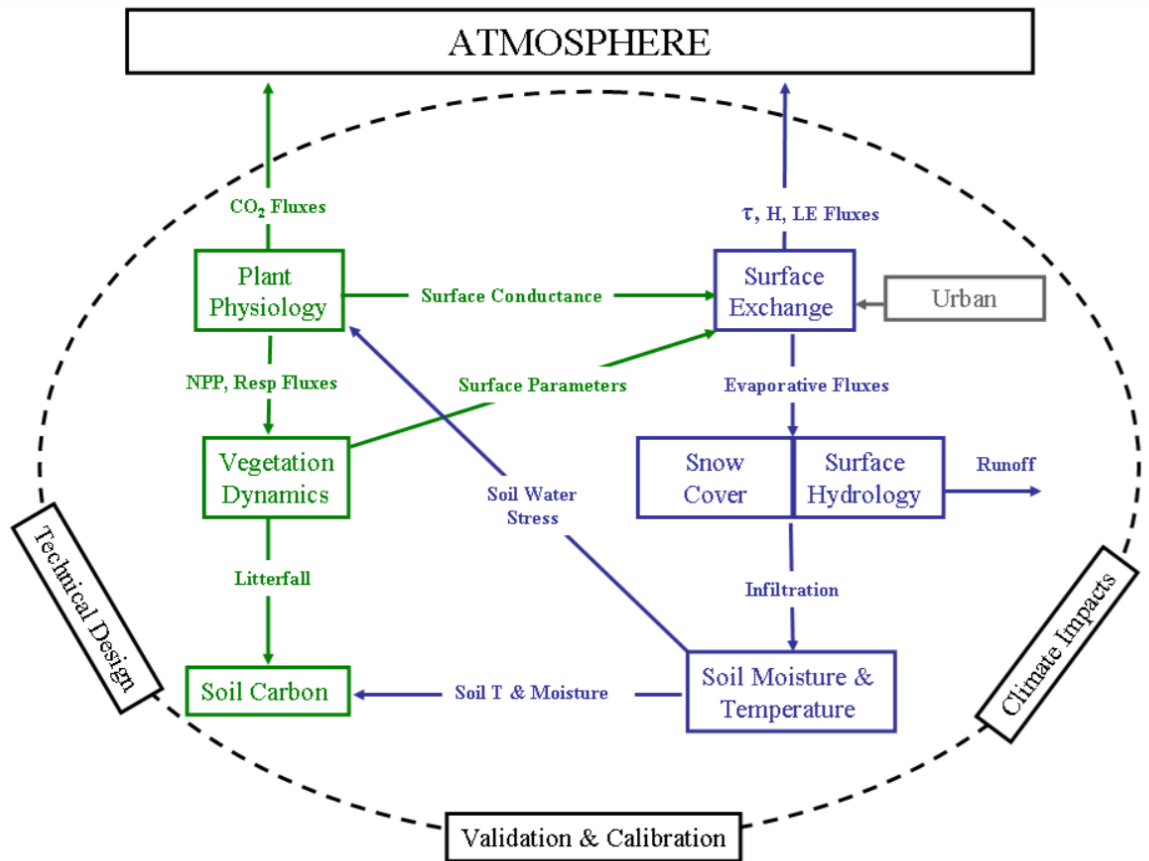 ATMOSPHERE
CO₂ Fluxes
τ, H, LE Fluxes
Plant
Physiology
Surface Conductance
Surface
Exchange
Urban
NPP, Resp Fluxes
Surface Parameters
Evaporative Fluxes
Vegetation
Dynamics
Soil Water
Stress
Snow
Cover
Surface
Hydrology
Runoff
Technical Design
Litterfall
Infiltration
Climate Impacts
Soil Carbon
Soil T & Moisture
Soil Moisture &
Temperature
Validation & Calibration